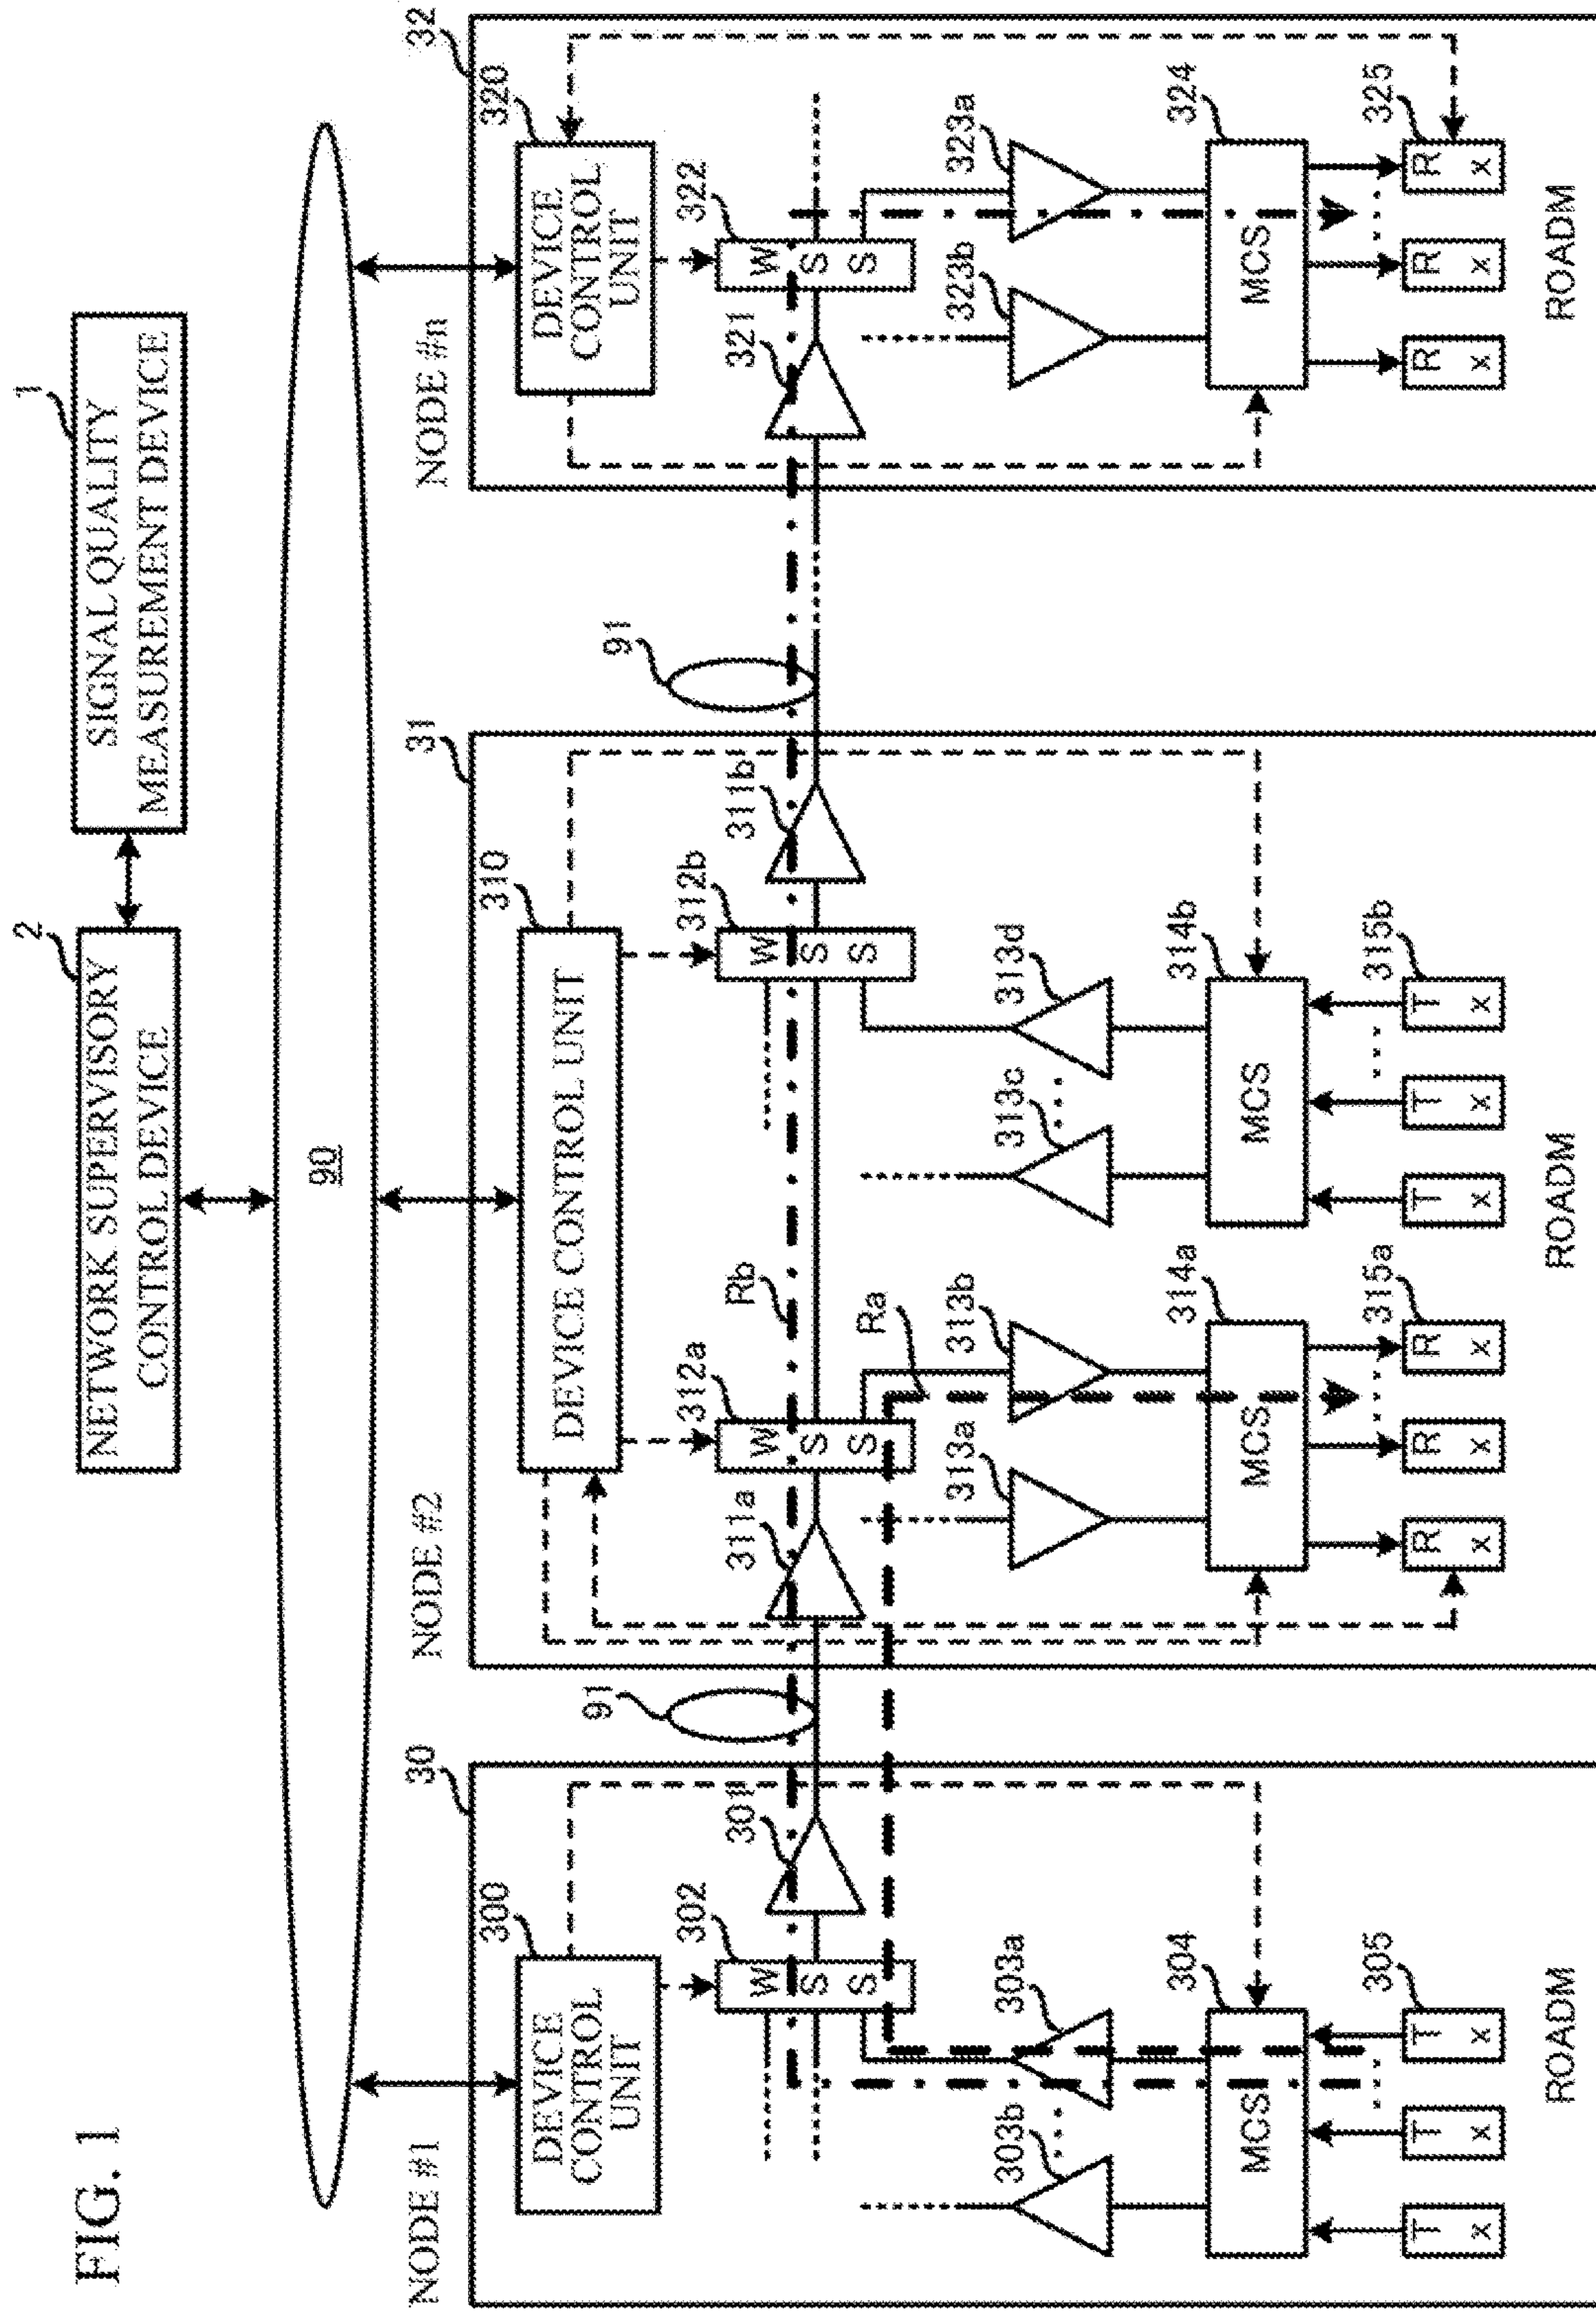 FIG. 1
2
NETWORK SUPERVISORY
CONTROL DEVICE
1
SIGNAL QUALITY
MEASUREMENT DEVICE
90
NODE #1
30
300
DEVICE
CONTROL
UNIT
302
W
S
S
301
303b
303a
304
MCS
305
T
x
T
x
T
x
ROADM
91
NODE #2
31
310
DEVICE CONTROL UNIT
311a
312a
W
S
S
Rb
312b
W
S
S
311b
313a
313b
Ra
313c
313d
314a
MCS
314b
MCS
315a
R
x
R
x
R
x
315b
T
x
T
x
T
x
ROADM
91
NODE #n
32
320
DEVICE
CONTROL
UNIT
321
322
W
S
S
323b
323a
324
MCS
325
R
x
R
x
R
x
ROADM